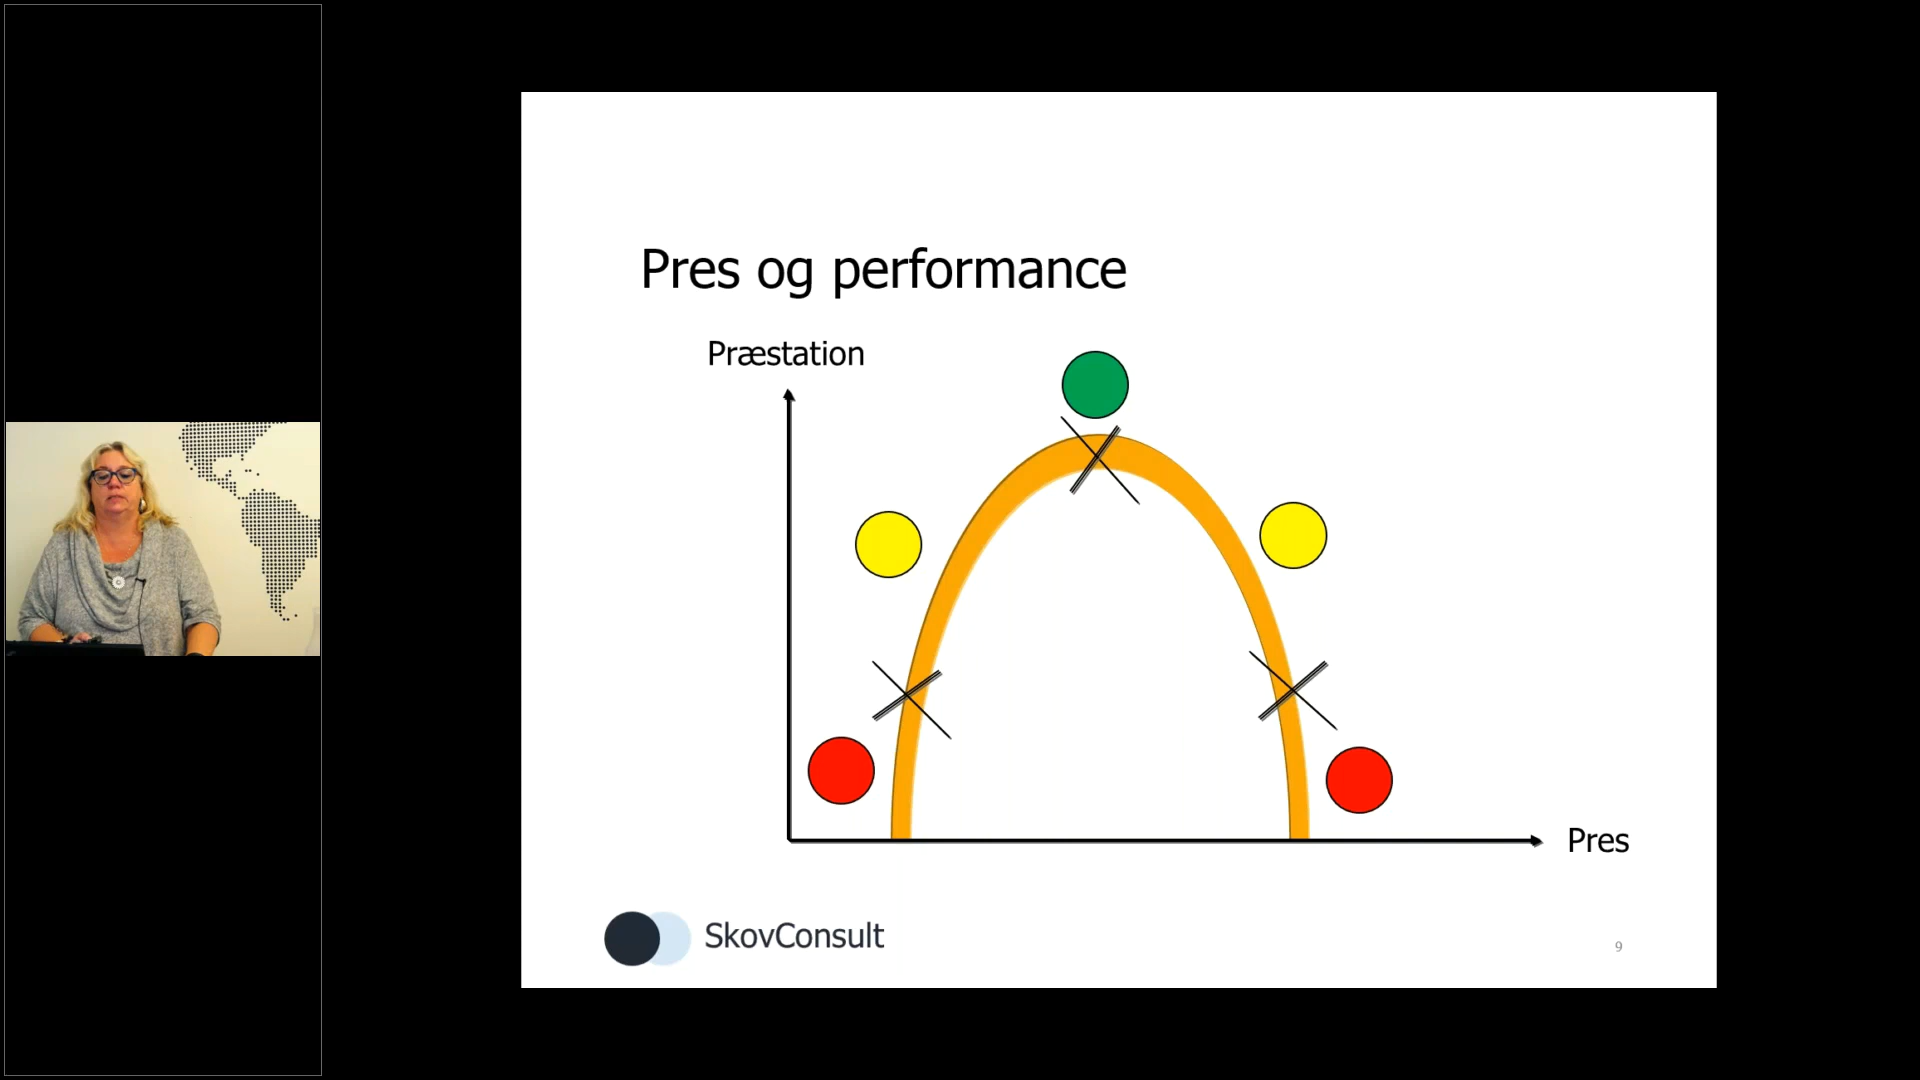 Pres og performance
Præstation
Pres
SkovConsult
9